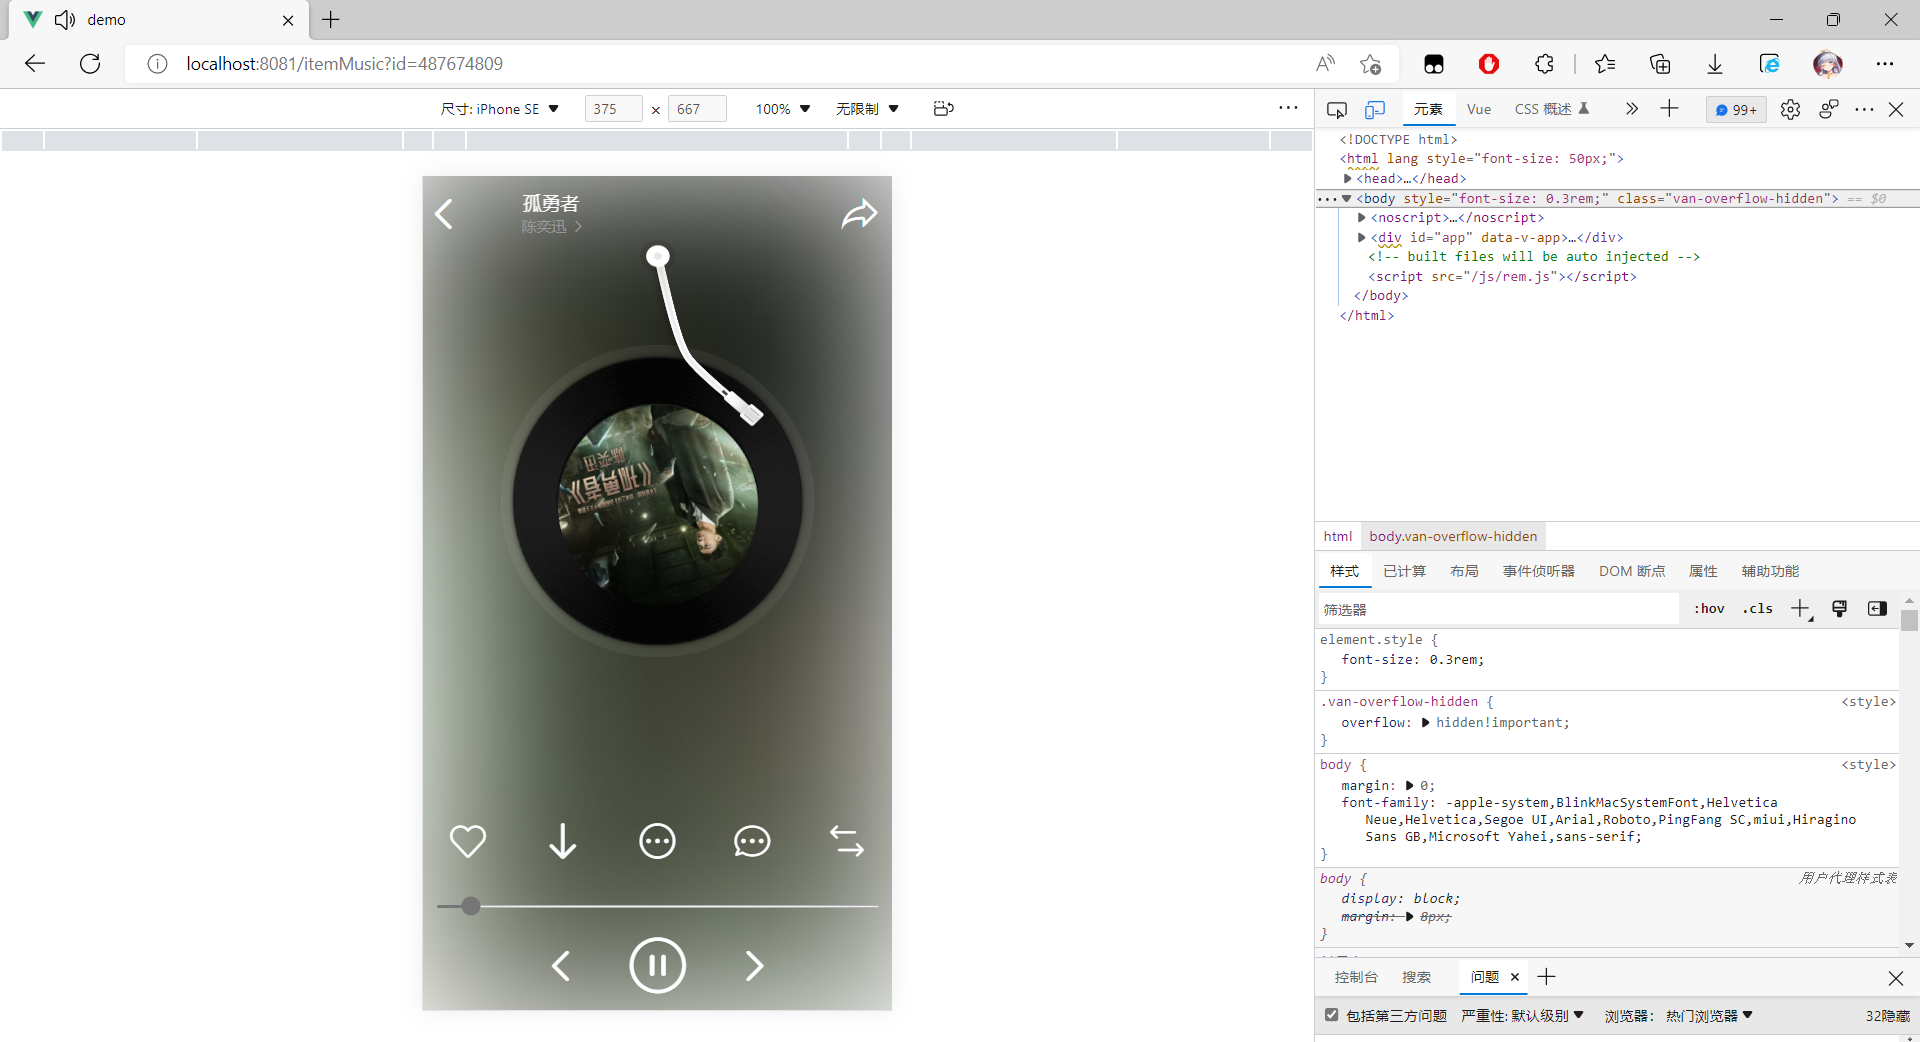 demo
localhost:8081/itemMusic?id=487674809
尺寸: iPhone SE 375 × 667 100% 无限制
元素 Vue CSS 概述 99+
孤勇者
陈奕迅
陈奕迅
《孤勇者》
<!DOCTYPE html>
<html lang style="font-size: 50px;">
<head>…</head>
<body style="font-size: 0.3rem;" class="van-overflow-hidden"> == $0
<noscript>…</noscript>
<div id="app" data-v-app>…</div>
<!-- built files will be auto injected -->
<script src="/js/rem.js"></script>
</body>
</html>
html body.van-overflow-hidden
样式 已计算 布局 事件侦听器 DOM 断点 属性 辅助功能
筛选器 :hov .cls
element.style {
font-size: 0.3rem;
}
.van-overflow-hidden { <style>
overflow: hidden!important;
}
body { <style>
margin: 0;
font-family: -apple-system,BlinkMacSystemFont,Helvetica
Neue,Helvetica,Segoe UI,Arial,Roboto,PingFang SC,miui,Hiragino
Sans GB,Microsoft Yahei,sans-serif;
}
body { 用户代理样式表
display: block;
margin: 8px;
}
控制台 搜索 问题
包括第三方问题 严重性: 默认级别 浏览器: 热门浏览器 32隐藏